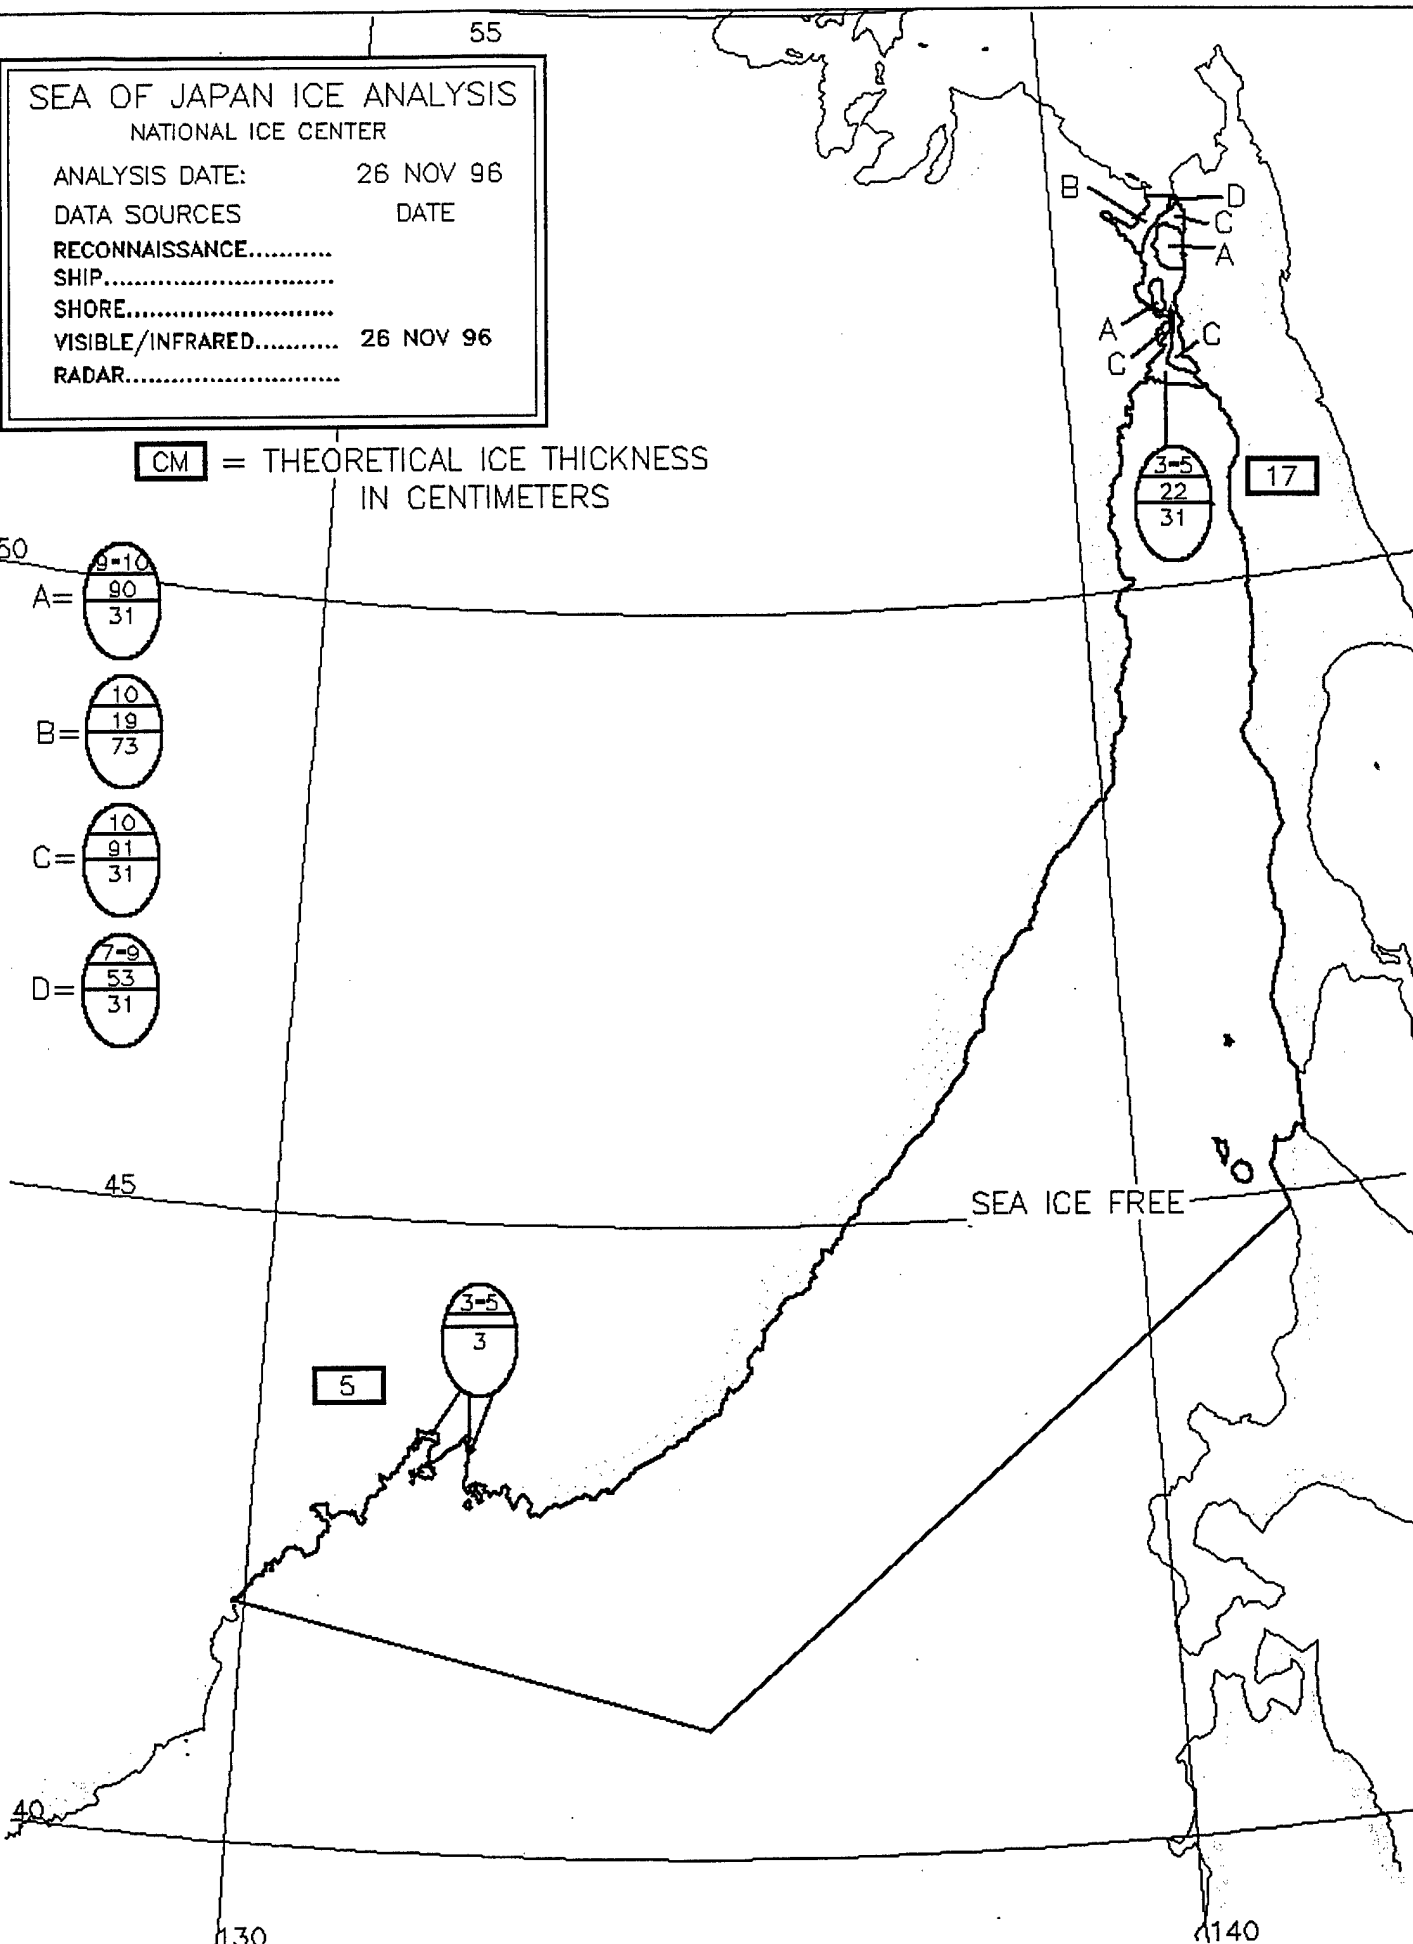 55
SEA OF JAPAN ICE ANALYSIS
NATIONAL ICE CENTER
ANALYSIS DATE: 26 NOV 96
DATA SOURCES DATE
RECONNAISSANCE...........
SHIP............................
SHORE.........................
VISIBLE/INFRARED........... 26 NOV 96
RADAR..........................
B
D
C
A
A
C
C
CM = THEORETICAL ICE THICKNESS
IN CENTIMETERS
3-5
22
31
17
50
A=
9-10
90
31
B=
10
19
73
C=
10
91
31
D=
7-9
53
31
45
SEA ICE FREE
3-5
3
5
40
130
140